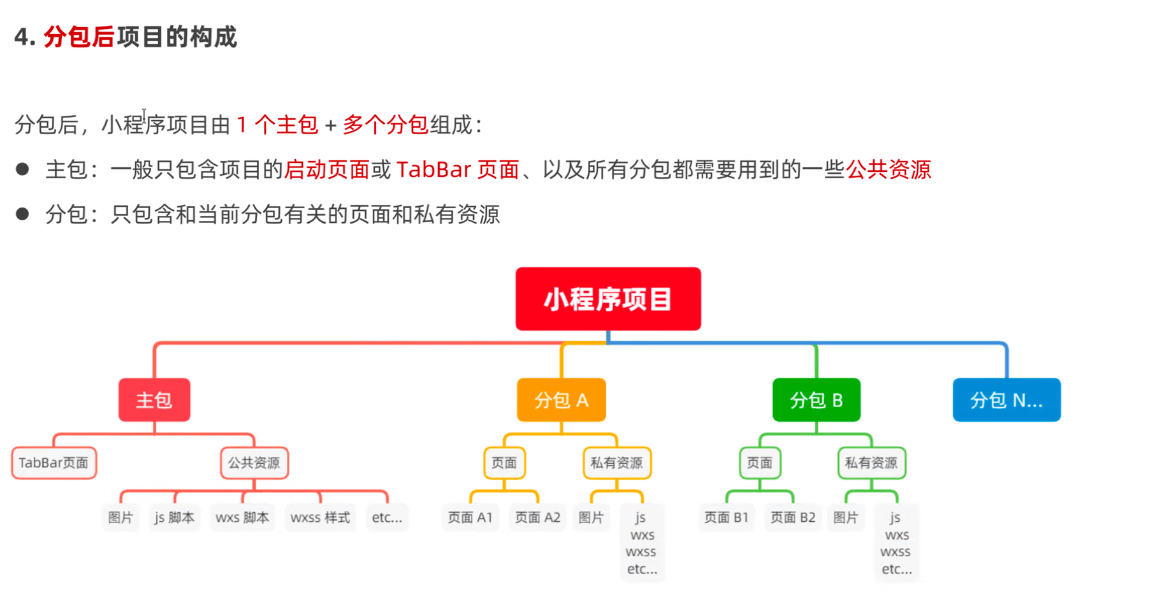 4. 分包后项目的构成
分包后，小程序项目由 1 个主包 + 多个分包组成：
● 主包：一般只包含项目的启动页面或 TabBar 页面、以及所有分包都需要用到的一些公共资源
● 分包：只包含和当前分包有关的页面和私有资源
小程序项目
主包
分包 A
分包 B
分包 N...
TabBar页面
公共资源
页面
私有资源
页面
私有资源
图片
js 脚本
wxs 脚本
wxss 样式
etc...
页面 A1
页面 A2
图片
js
wxs
wxss
etc...
页面 B1
页面 B2
图片
js
wxs
wxss
etc...